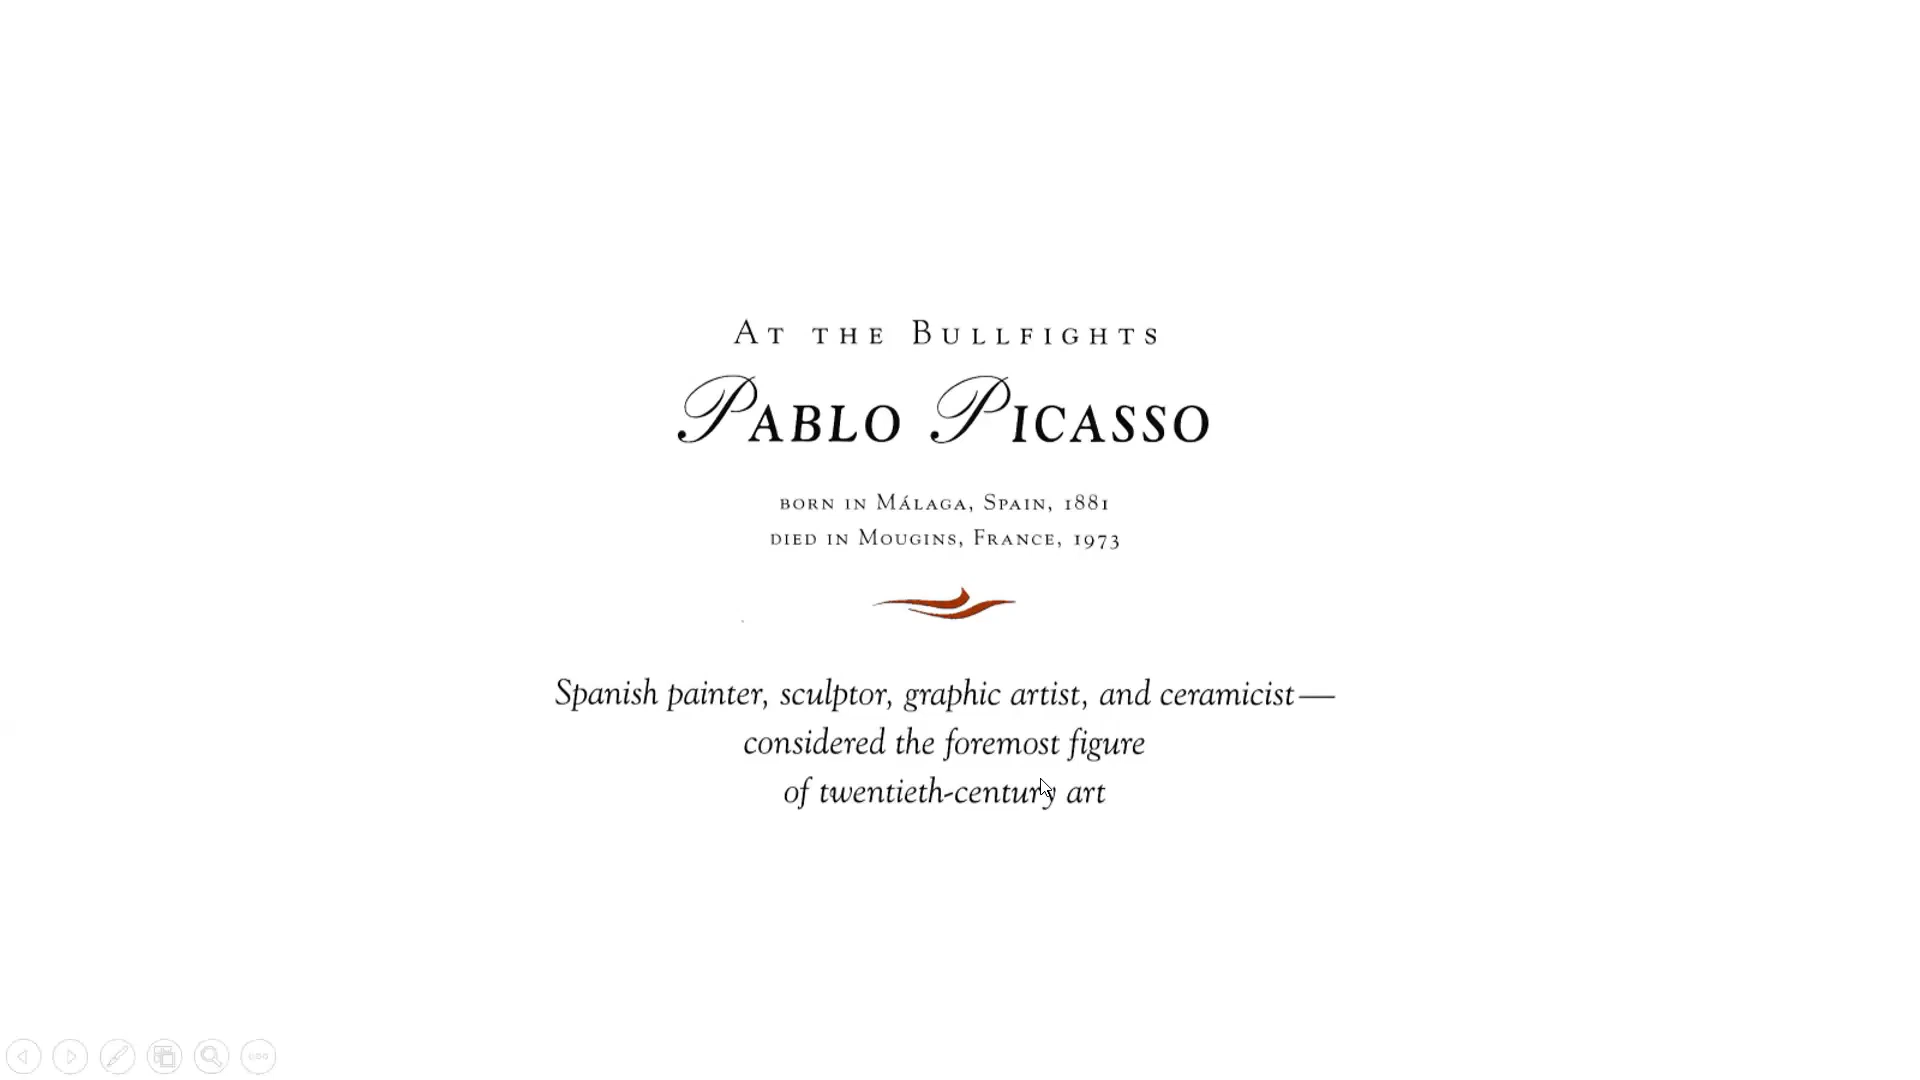 At the Bullfights
Pablo Picasso
born in Málaga, Spain, 1881
died in Mougins, France, 1973
Spanish painter, sculptor, graphic artist, and ceramicist—
considered the foremost figure
of twentieth-century art